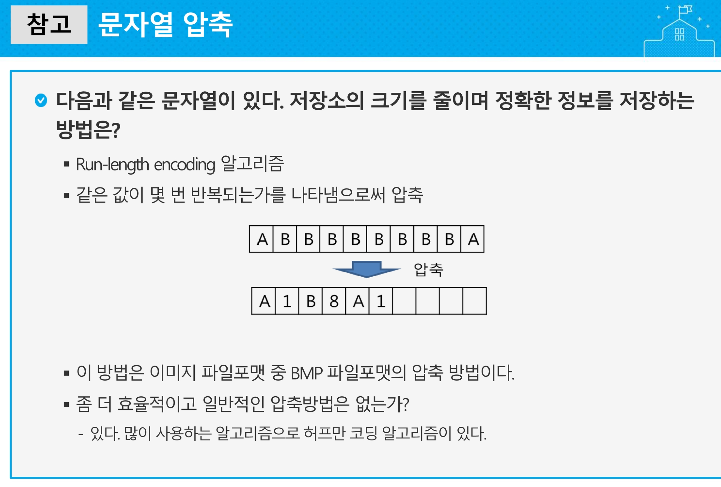 참고 문자열 압축
다음과 같은 문자열이 있다. 저장소의 크기를 줄이며 정확한 정보를 저장하는
방법은?
▪ Run-length encoding 알고리즘
▪ 같은 값이 몇 번 반복되는가를 나타냄으로써 압축
A B B B B B B B B A
압축
A 1 B 8 A 1
▪ 이 방법은 이미지 파일포맷 중 BMP 파일포맷의 압축 방법이다.
▪ 좀 더 효율적이고 일반적인 압축방법은 없는가?
- 있다. 많이 사용하는 알고리즘으로 허프만 코딩 알고리즘이 있다.